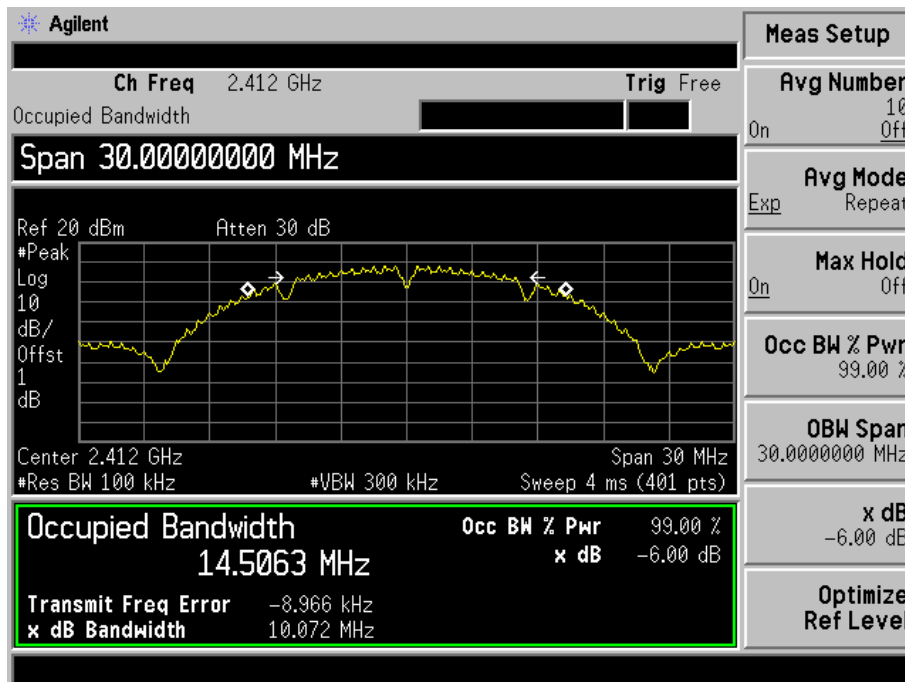 Agilent
Meas Setup
Ch Freq 2.412 GHz Trig Free
Occupied Bandwidth
Span 30.00000000 MHz
Ref 20 dBm Atten 30 dB
#Peak
Log
10
dB/
Offst
1
dB
Center 2.412 GHz Span 30 MHz
#Res BW 100 kHz #VBW 300 kHz Sweep 4 ms (401 pts)
Occupied Bandwidth
14.5063 MHz
Occ BW % Pwr 99.00 %
x dB -6.00 dB
Transmit Freq Error -8.966 kHz
x dB Bandwidth 10.072 MHz
Avg Number
10
On Off
Avg Mode
Exp Repeat
Max Hold
On Off
Occ BW % Pwr
99.00 %
OBW Span
30.0000000 MHz
x dB
-6.00 dB
Optimize
Ref Level